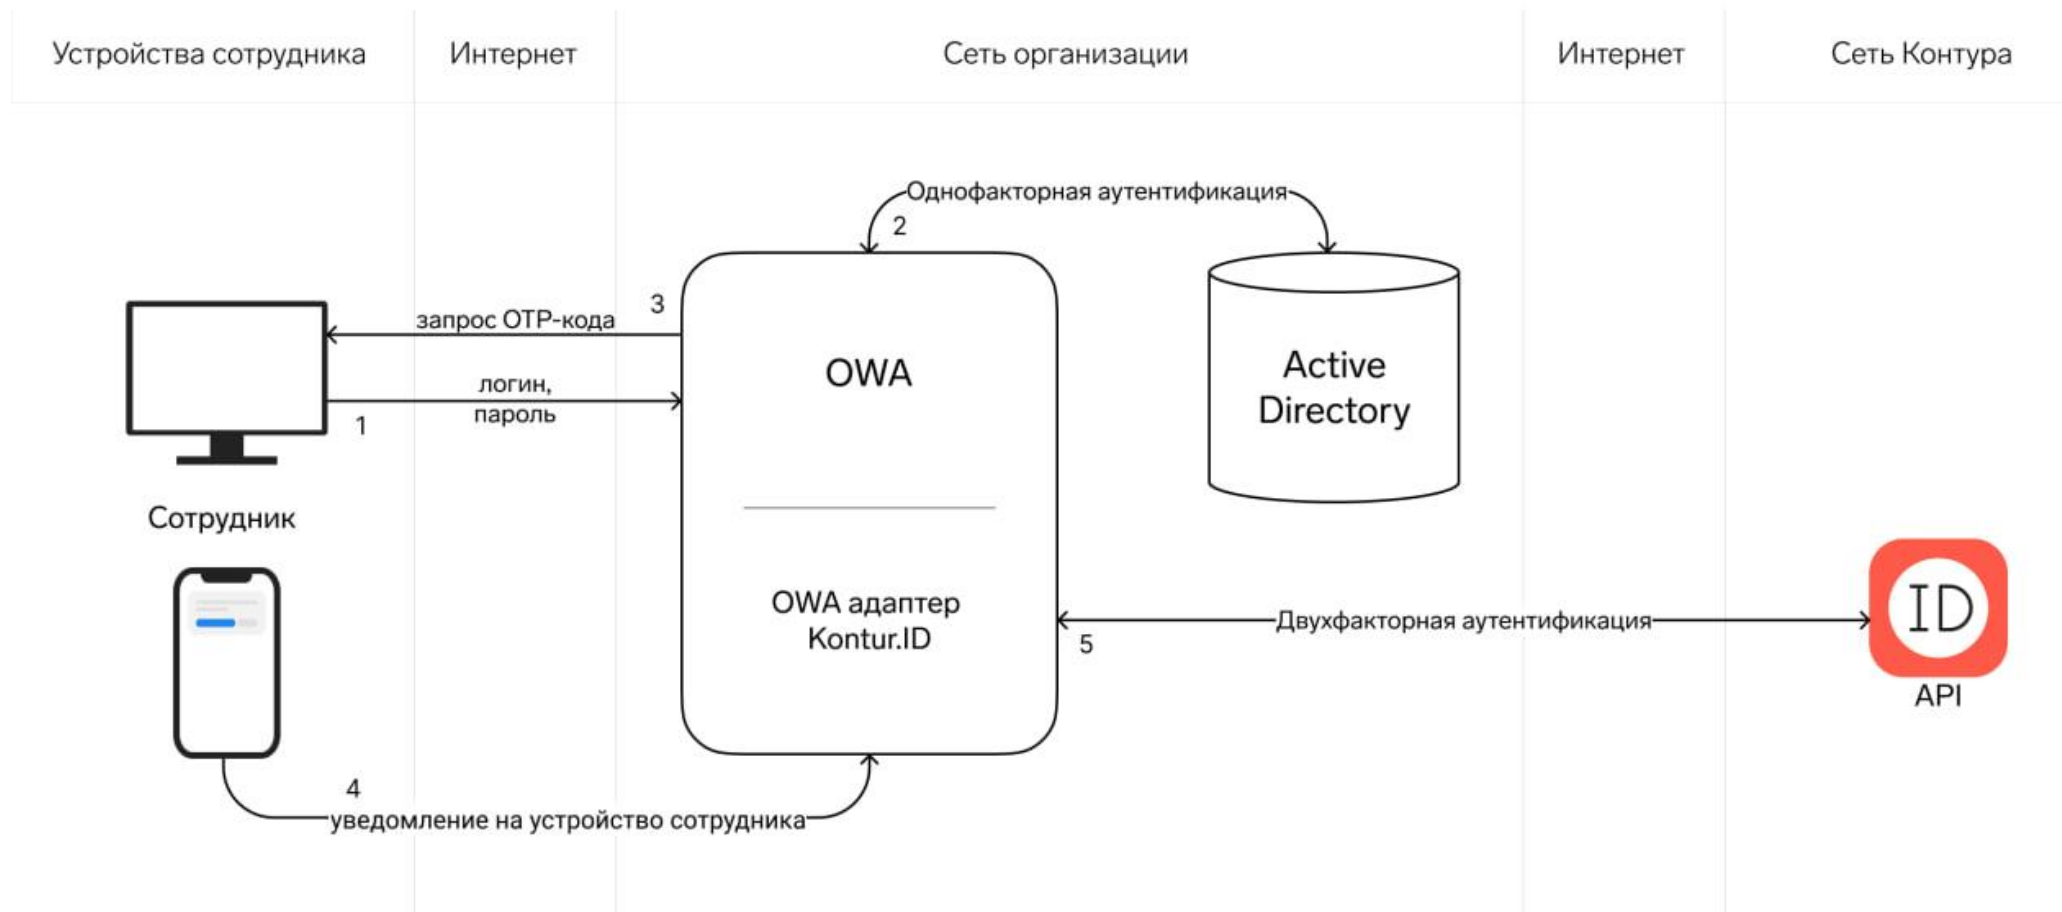 Устройства сотрудника
Интернет
Сеть организации
Интернет
Сеть Контура
Однофакторная аутентификация
2
3
запрос OTP-кода
OWA
Active
Directory
логин,
пароль
1
Сотрудник
OWA адаптер
Kontur.ID
Двухфакторная аутентификация
5
ID
API
4
уведомление на устройство сотрудника